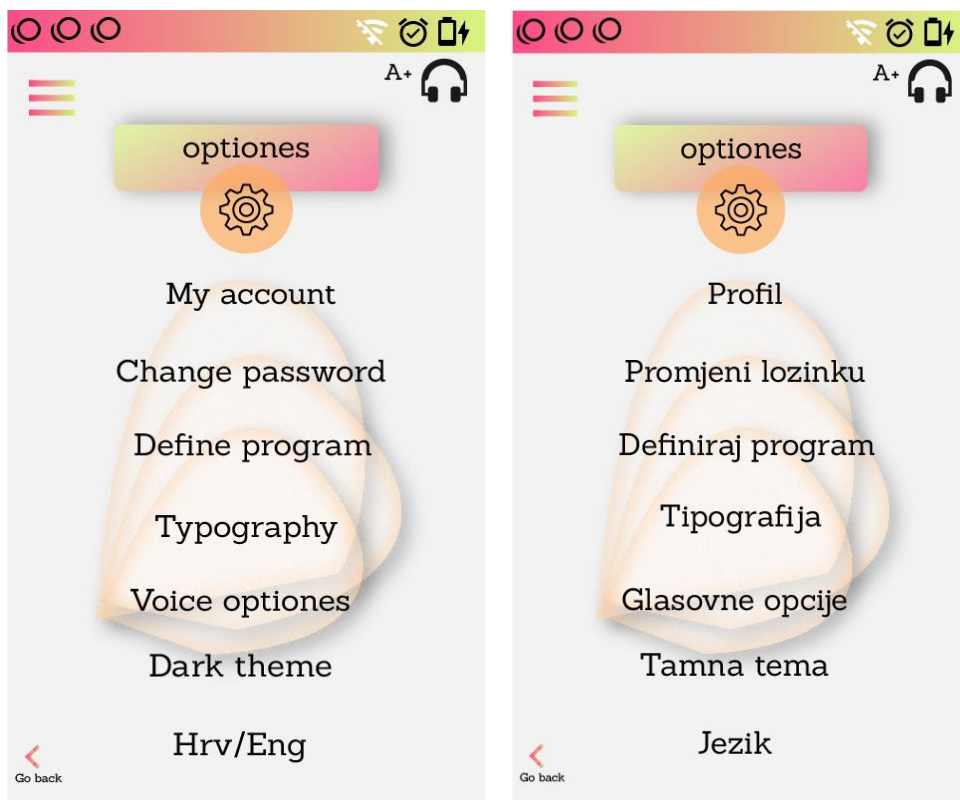 A+
optiones
My account
Change password
Define program
Typography
Voice optiones
Dark theme
Hrv/Eng
Go back
A+
optiones
Profil
Promjeni lozinku
Definiraj program
Tipografija
Glasovne opcije
Tamna tema
Jezik
Go back